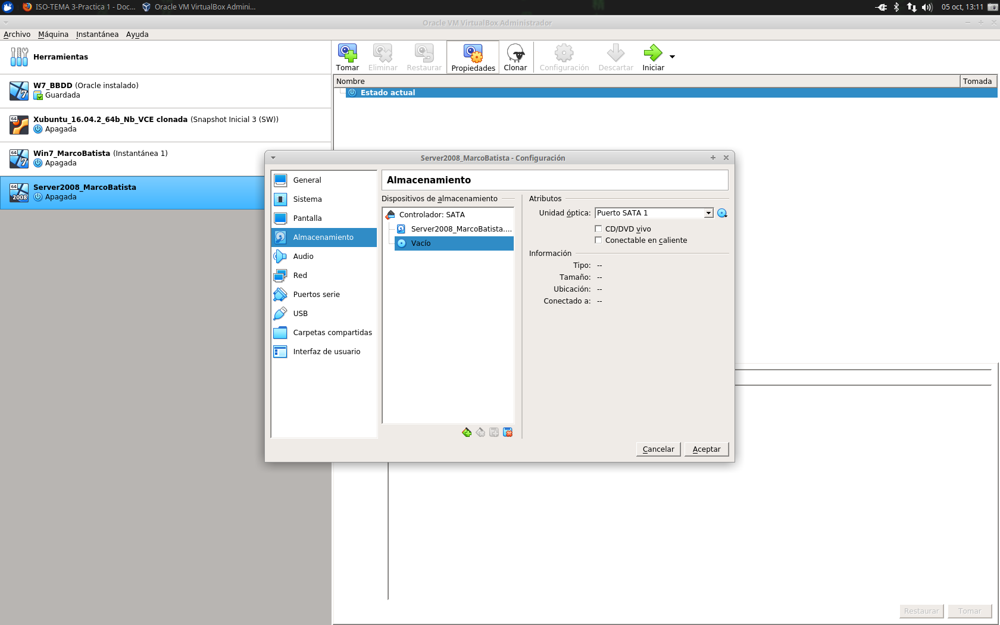 ISO-TEMA 3-Practica 1 - Doc...
Oracle VM VirtualBox Admini...
05 oct, 13:11
Oracle VM VirtualBox Administrador
Archivo Máquina Instantánea Ayuda
Herramientas
W7_BBDD (Oracle instalado)
Guardada
64
Xubuntu_16.04.2_64b_Nb_VCE clonada (Snapshot Inicial 3 (SW))
Apagada
64
Win7_MarcoBatista (Instantánea 1)
Apagada
64
2008
Server2008_MarcoBatista
Apagada
Tomar Eliminar Restaurar Propiedades Clonar Configuración Descartar Iniciar
Nombre Tomada
Estado actual
Server2008_MarcoBatista - Configuración
General
Sistema
Pantalla
Almacenamiento
Audio
Red
Puertos serie
USB
Carpetas compartidas
Interfaz de usuario
Almacenamiento
Dispositivos de almacenamiento
Controlador: SATA
Server2008_MarcoBatista....
Vacío
Atributos
Unidad óptica: Puerto SATA 1
CD/DVD vivo
Conectable en caliente
Información
Tipo: --
Tamaño: --
Ubicación: --
Conectado a: --
Cancelar Aceptar
Restaurar Tomar